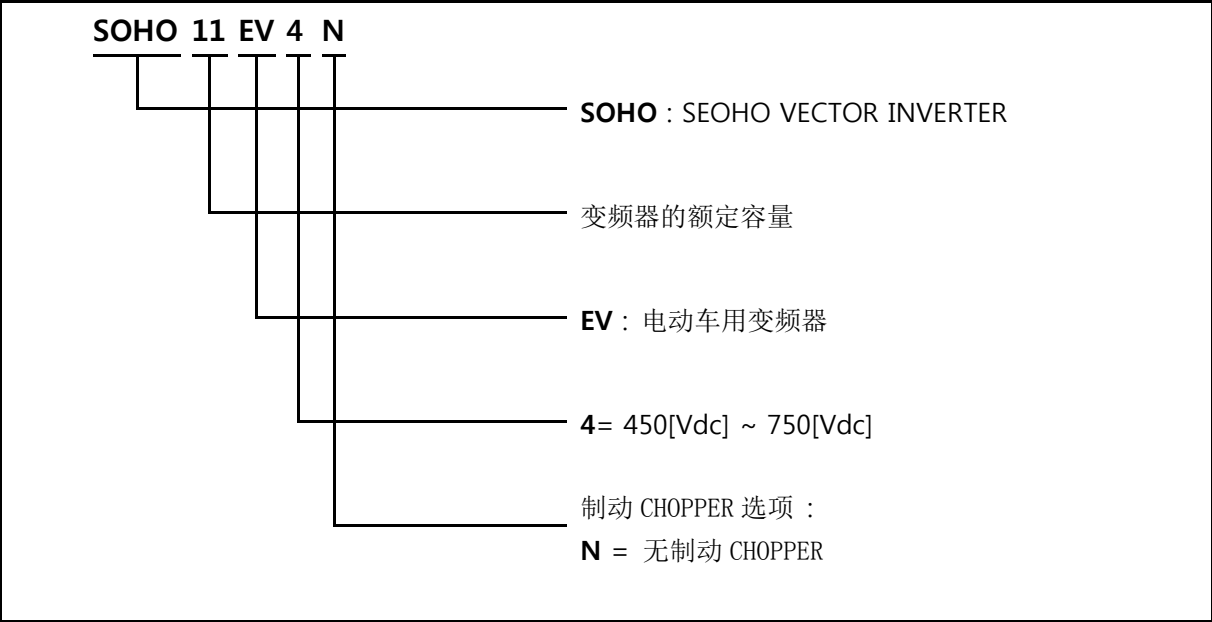 SOHO 11 EV 4 N
SOHO : SEOHO VECTOR INVERTER
变频器的额定容量
EV : 电动车用变频器
4= 450[Vdc] ~ 750[Vdc]
制动 CHOPPER 选项 :
N = 无制动 CHOPPER